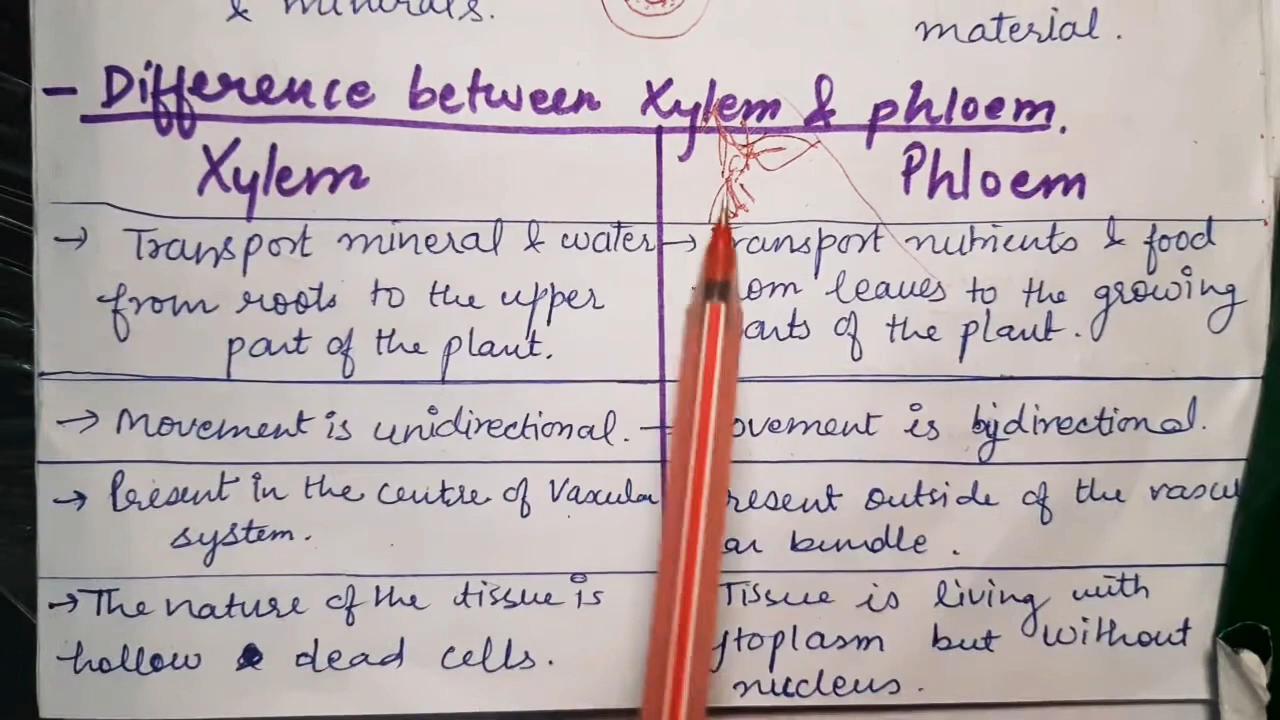 & minerals.
material.
- Difference between Xylem & phloem.
Xylem
Phloem
→ Transport mineral & water
from roots to the upper
part of the plant.
→ ransport nutrients & food
om leaves to the growing
arts of the plant.
→ Movement is unidirectional.
ovement is bidirectional.
→ Present in the centre of Vascular
system.
resent outside of the vascul
ar bundle.
→ The nature of the tissue is
hollow & dead cells.
Tissue is living with
ytoplasm but without
nucleus.